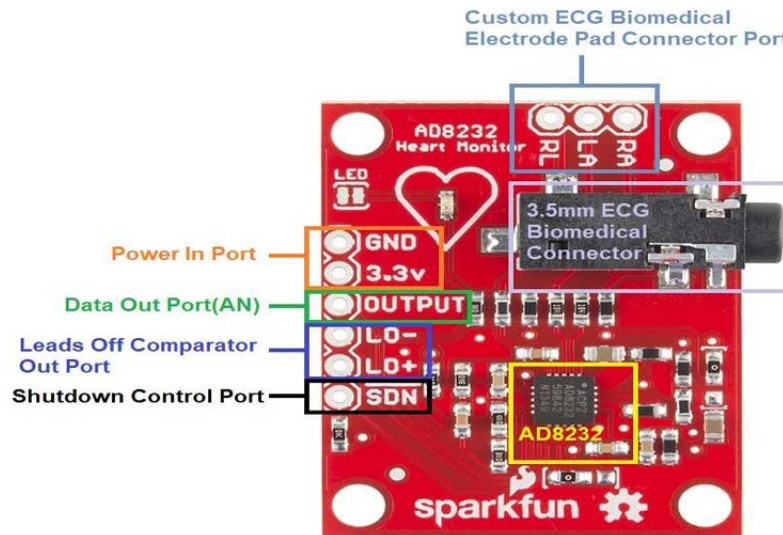 Custom ECG Biomedical
Electrode Pad Connector Port
AD8232
Heart Monitor
RL
LA
RA
LED
3.5mm ECG
Biomedical
Connector
Power In Port
GND
3.3v
Data Out Port(AN)
OUTPUT
Leads Off Comparator
Out Port
LO-
LO+
Shutdown Control Port
SDN
AD8232
sparkfun